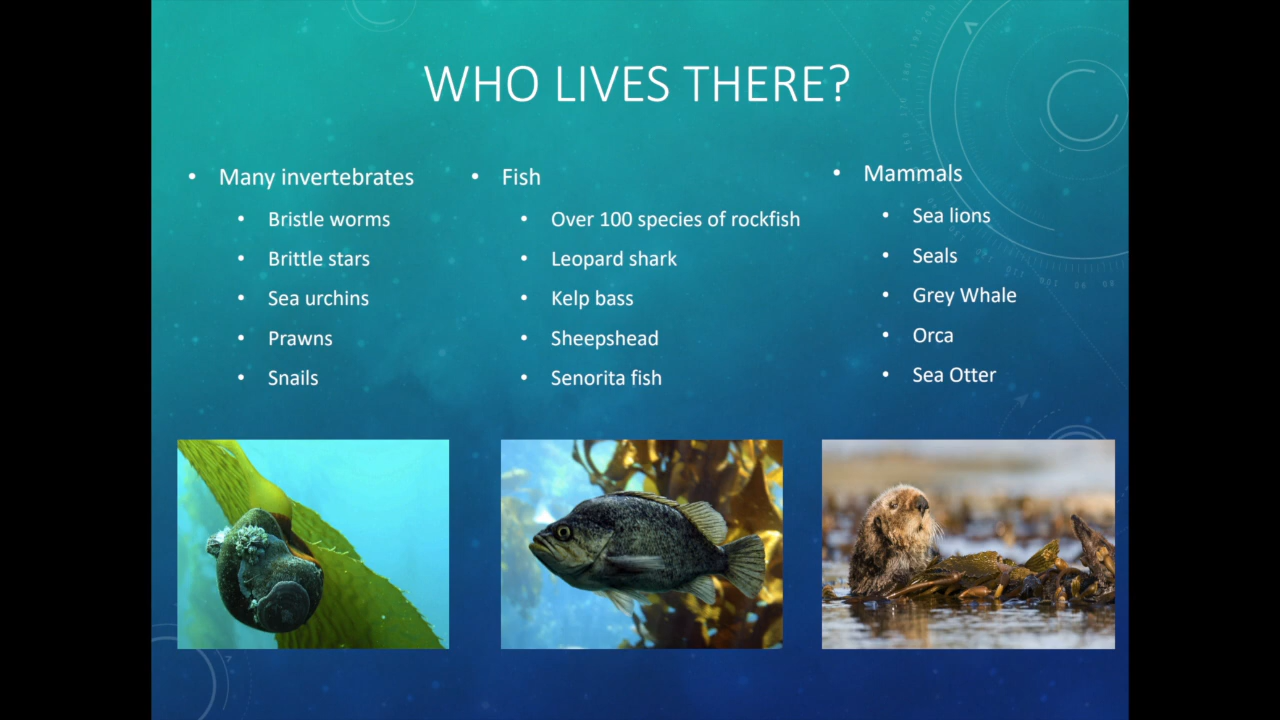 WHO LIVES THERE?
• Many invertebrates
• Bristle worms
• Brittle stars
• Sea urchins
• Prawns
• Snails
• Fish
• Over 100 species of rockfish
• Leopard shark
• Kelp bass
• Sheepshead
• Senorita fish
• Mammals
• Sea lions
• Seals
• Grey Whale
• Orca
• Sea Otter